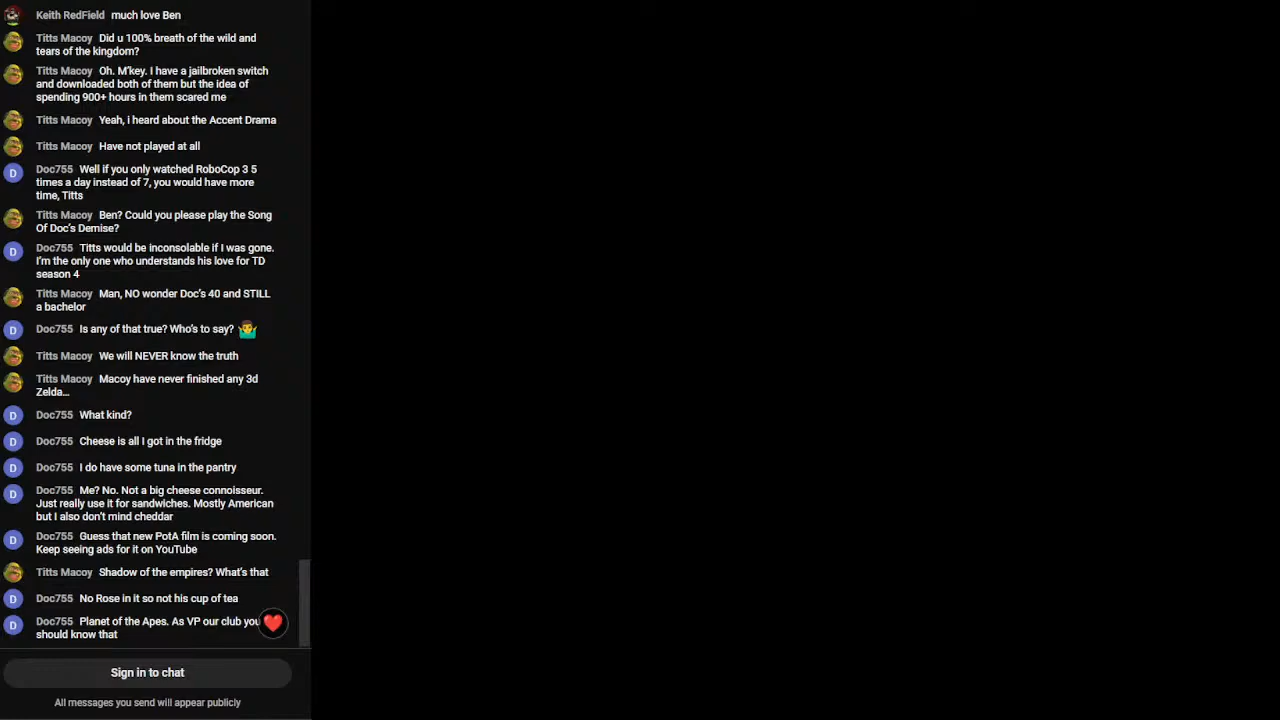 Keith RedField much love Ben
Titts Macoy Did u 100% breath of the wild and
tears of the kingdom?
Titts Macoy Oh. M'key. I have a jailbroken switch
and downloaded both of them but the idea of
spending 900+ hours in them scared me
Titts Macoy Yeah, i heard about the Accent Drama
Titts Macoy Have not played at all
D Doc755 Well if you only watched RoboCop 3 5
times a day instead of 7, you would have more
time, Titts
Titts Macoy Ben? Could you please play the Song
Of Doc's Demise?
D Doc755 Titts would be inconsolable if I was gone.
I'm the only one who understands his love for TD
season 4
Titts Macoy Man, NO wonder Doc's 40 and STILL
a bachelor
D Doc755 Is any of that true? Who's to say? 🤷‍♂️
Titts Macoy We will NEVER know the truth
Titts Macoy Macoy have never finished any 3d
Zelda...
D Doc755 What kind?
D Doc755 Cheese is all I got in the fridge
D Doc755 I do have some tuna in the pantry
D Doc755 Me? No. Not a big cheese connoisseur.
Just really use it for sandwiches. Mostly American
but I also don't mind cheddar
D Doc755 Guess that new PotA film is coming soon.
Keep seeing ads for it on YouTube
Titts Macoy Shadow of the empires? What's that
D Doc755 No Rose in it so not his cup of tea
D Doc755 Planet of the Apes. As VP our club you
should know that
Sign in to chat
All messages you send will appear publicly